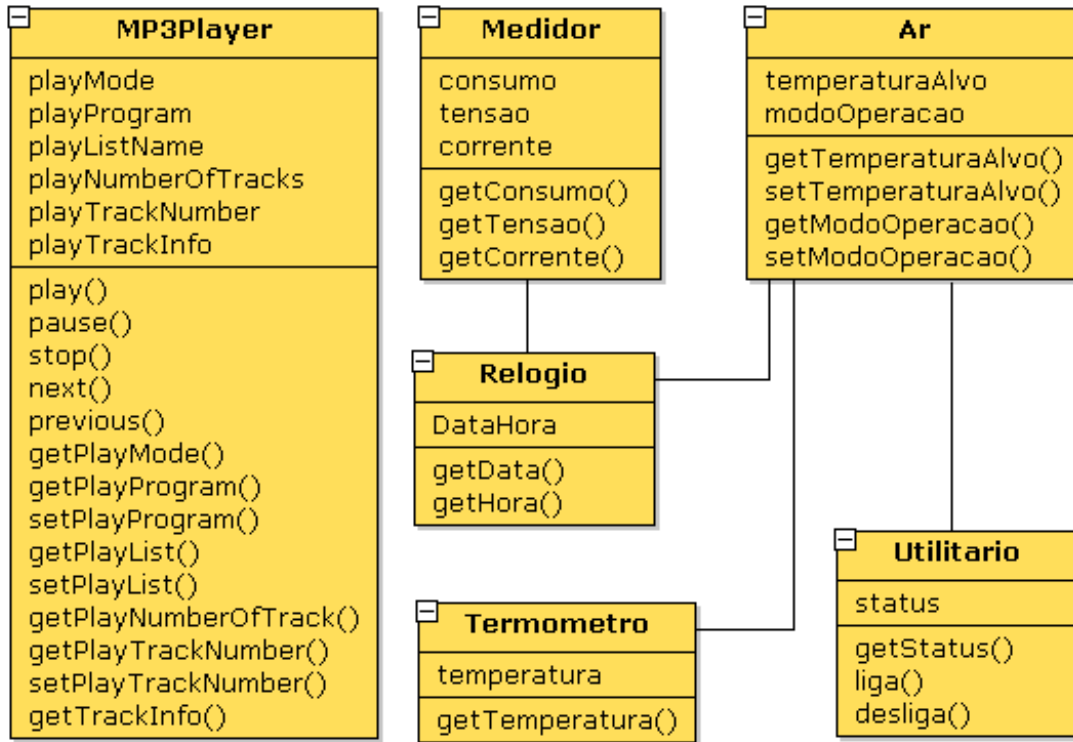 MP3Player
playMode
playProgram
playListName
playNumberOfTracks
playTrackNumber
playTrackInfo
play()
pause()
stop()
next()
previous()
getPlayMode()
getPlayProgram()
setPlayProgram()
getPlayList()
setPlayList()
getPlayNumberOfTrack()
getPlayTrackNumber()
setPlayTrackNumber()
getTrackInfo()
Medidor
consumo
tensao
corrente
getConsumo()
getTensao()
getCorrente()
Ar
temperaturaAlvo
modoOperacao
getTemperaturaAlvo()
setTemperaturaAlvo()
getModoOperacao()
setModoOperacao()
Relogio
DataHora
getData()
getHora()
Termometro
temperatura
getTemperatura()
Utilitario
status
getStatus()
liga()
desliga()